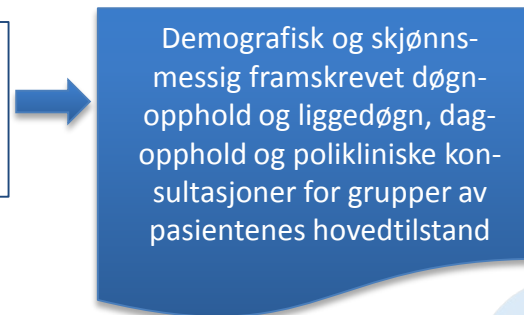 Demografisk og skjønns-
messig framskrevet døgn-
opphold og liggedøgn, dag-
opphold og polikliniske kon-
sultasjoner for grupper av
pasientenes hovedtilstand